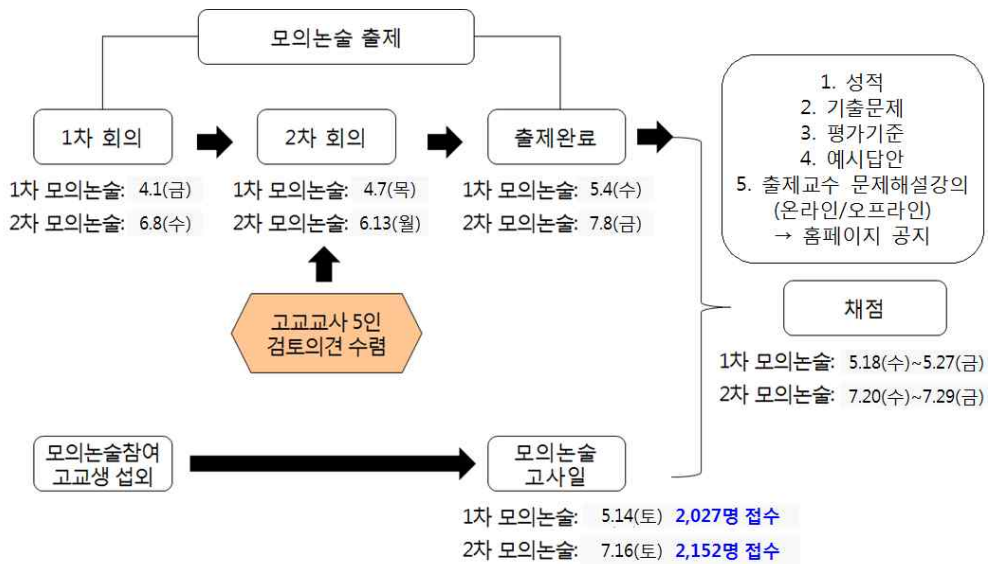 모의논술 출제
1차 회의
2차 회의
출제완료
1차 모의논술: 4.1(금)
2차 모의논술: 6.8(수)
1차 모의논술: 4.7(목)
2차 모의논술: 6.13(월)
1차 모의논술: 5.4(수)
2차 모의논술: 7.8(금)
고교교사 5인
검토의견 수렴
1. 성적
2. 기출문제
3. 평가기준
4. 예시답안
5. 출제교수 문제해설강의
(온라인/오프라인)
→ 홈페이지 공지
채점
1차 모의논술: 5.18(수)~5.27(금)
2차 모의논술: 7.20(수)~7.29(금)
모의논술참여
고교생 섭외
모의논술
고사일
1차 모의논술: 5.14(토) 2,027명 접수
2차 모의논술: 7.16(토) 2,152명 접수